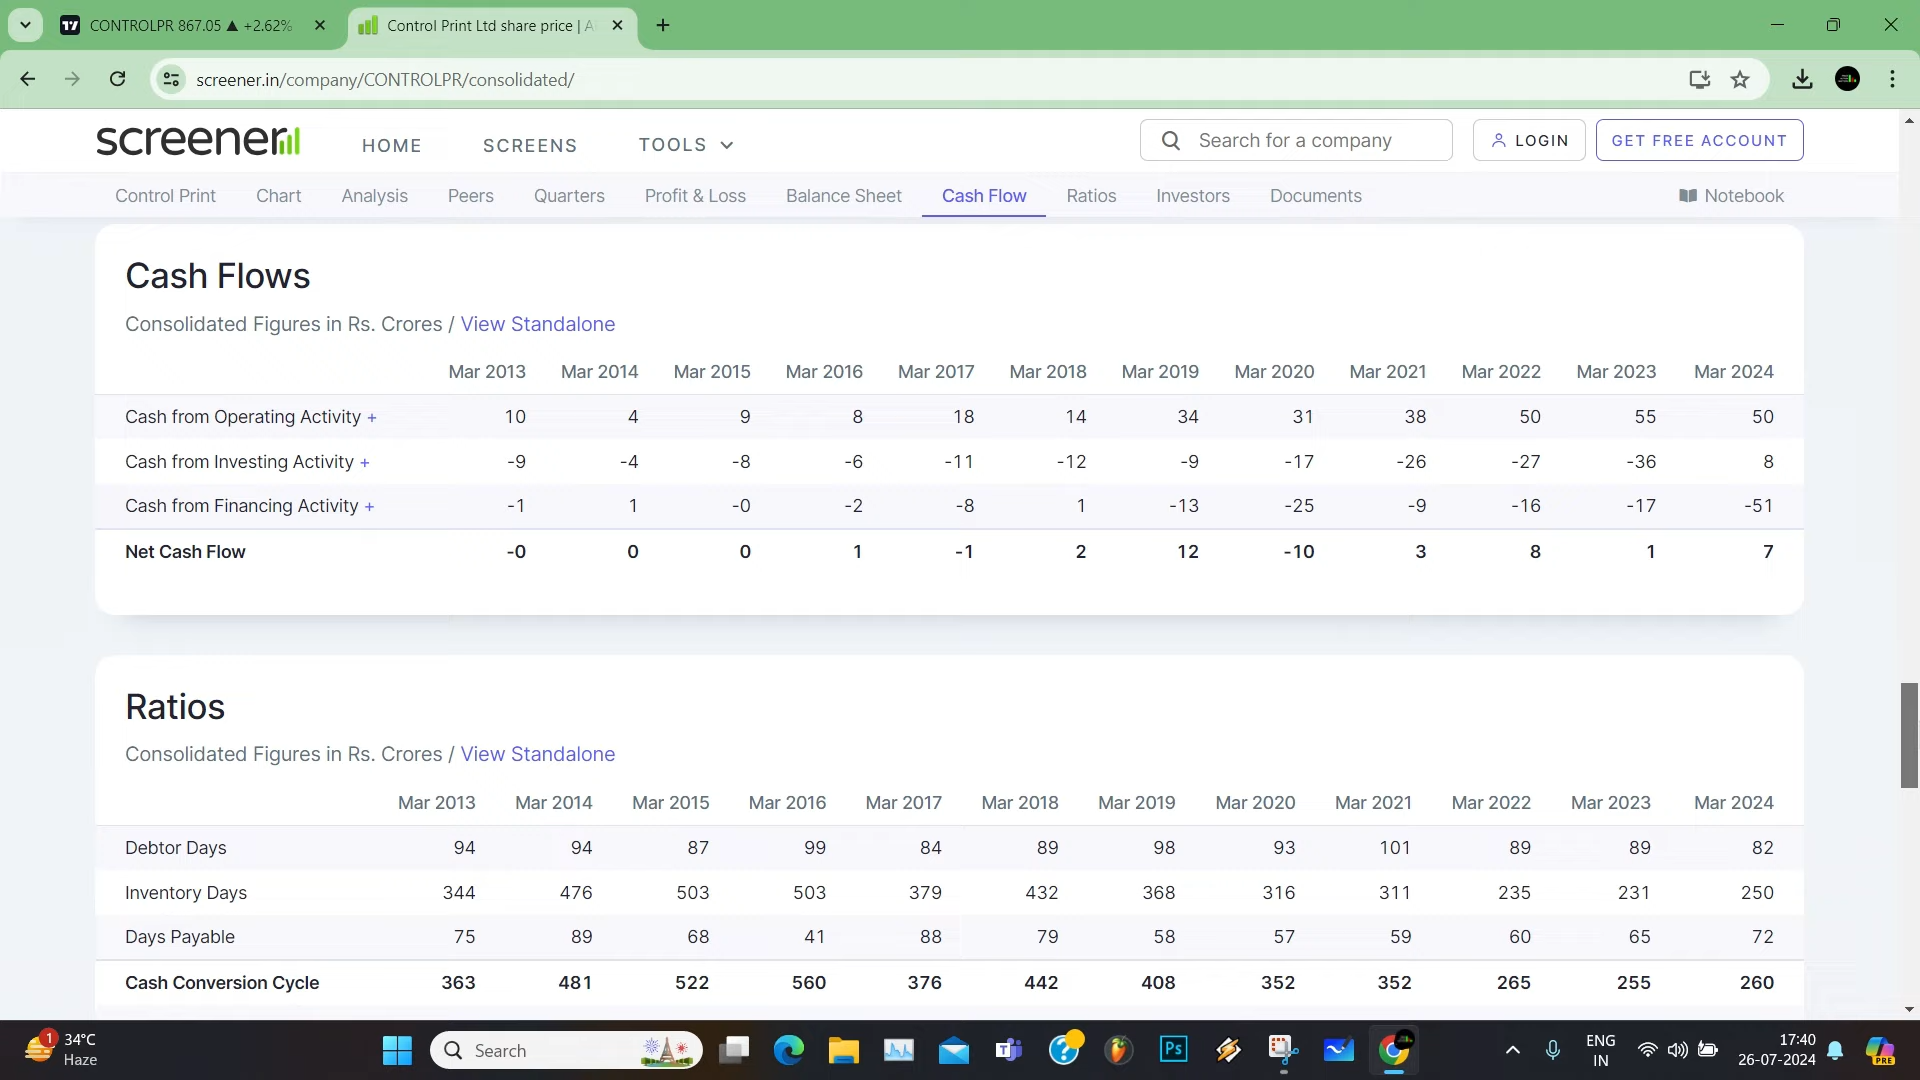 CONTROLPR 867.05 ▲ +2.62%
Control Print Ltd share price | A
screener.in/company/CONTROLPR/consolidated/
screener
HOME SCREENS TOOLS
Search for a company
LOGIN
GET FREE ACCOUNT
Control Print Chart Analysis Peers Quarters Profit & Loss Balance Sheet Cash Flow Ratios Investors Documents Notebook
Cash Flows
Consolidated Figures in Rs. Crores / View Standalone
Mar 2013 Mar 2014 Mar 2015 Mar 2016 Mar 2017 Mar 2018 Mar 2019 Mar 2020 Mar 2021 Mar 2022 Mar 2023 Mar 2024
Cash from Operating Activity + 10 4 9 8 18 14 34 31 38 50 55 50
Cash from Investing Activity + -9 -4 -8 -6 -11 -12 -9 -17 -26 -27 -36 8
Cash from Financing Activity + -1 1 -0 -2 -8 1 -13 -25 -9 -16 -17 -51
Net Cash Flow -0 0 0 1 -1 2 12 -10 3 8 1 7
Ratios
Consolidated Figures in Rs. Crores / View Standalone
Mar 2013 Mar 2014 Mar 2015 Mar 2016 Mar 2017 Mar 2018 Mar 2019 Mar 2020 Mar 2021 Mar 2022 Mar 2023 Mar 2024
Debtor Days 94 94 87 99 84 89 98 93 101 89 89 82
Inventory Days 344 476 503 503 379 432 368 316 311 235 231 250
Days Payable 75 89 68 41 88 79 58 57 59 60 65 72
Cash Conversion Cycle 363 481 522 560 376 442 408 352 352 265 255 260
1
34°C
Haze
Search
Ps
ENG
IN
17:40
26-07-2024
PRE